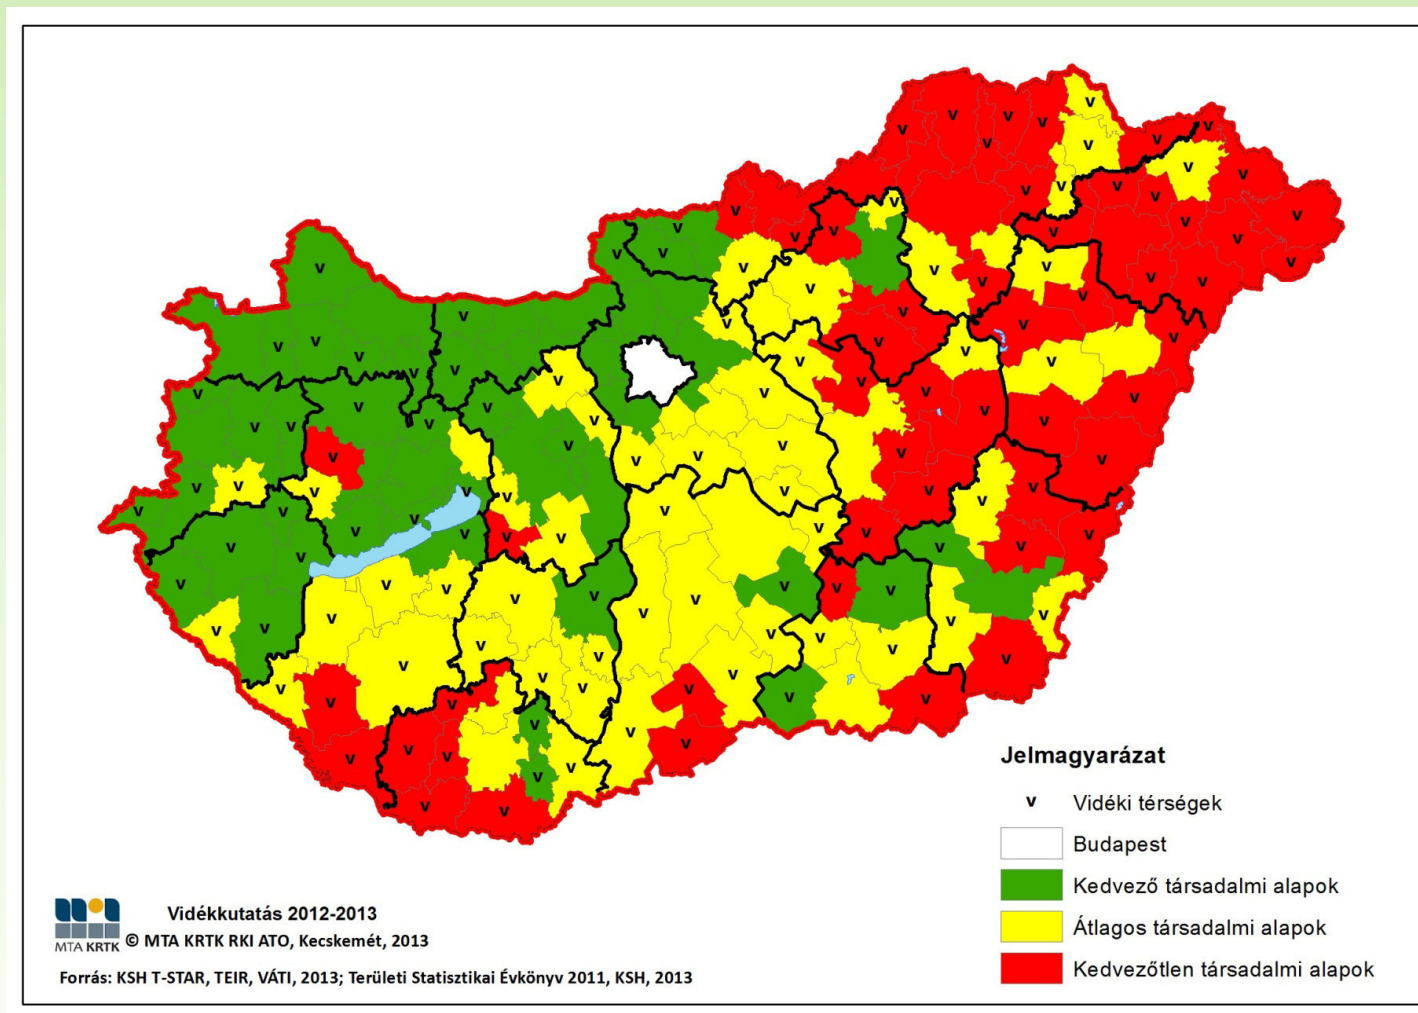 Jelmagyarázat
v Vidéki térségek
Budapest
Kedvező társadalmi alapok
Átlagos társadalmi alapok
Kedvezőtlen társadalmi alapok
Vidékkutatás 2012-2013
MTA KRTK © MTA KRTK RKI ATO, Kecskemét, 2013
Forrás: KSH T-STAR, TEIR, VÁTI, 2013; Területi Statisztikai Évkönyv 2011, KSH, 2013